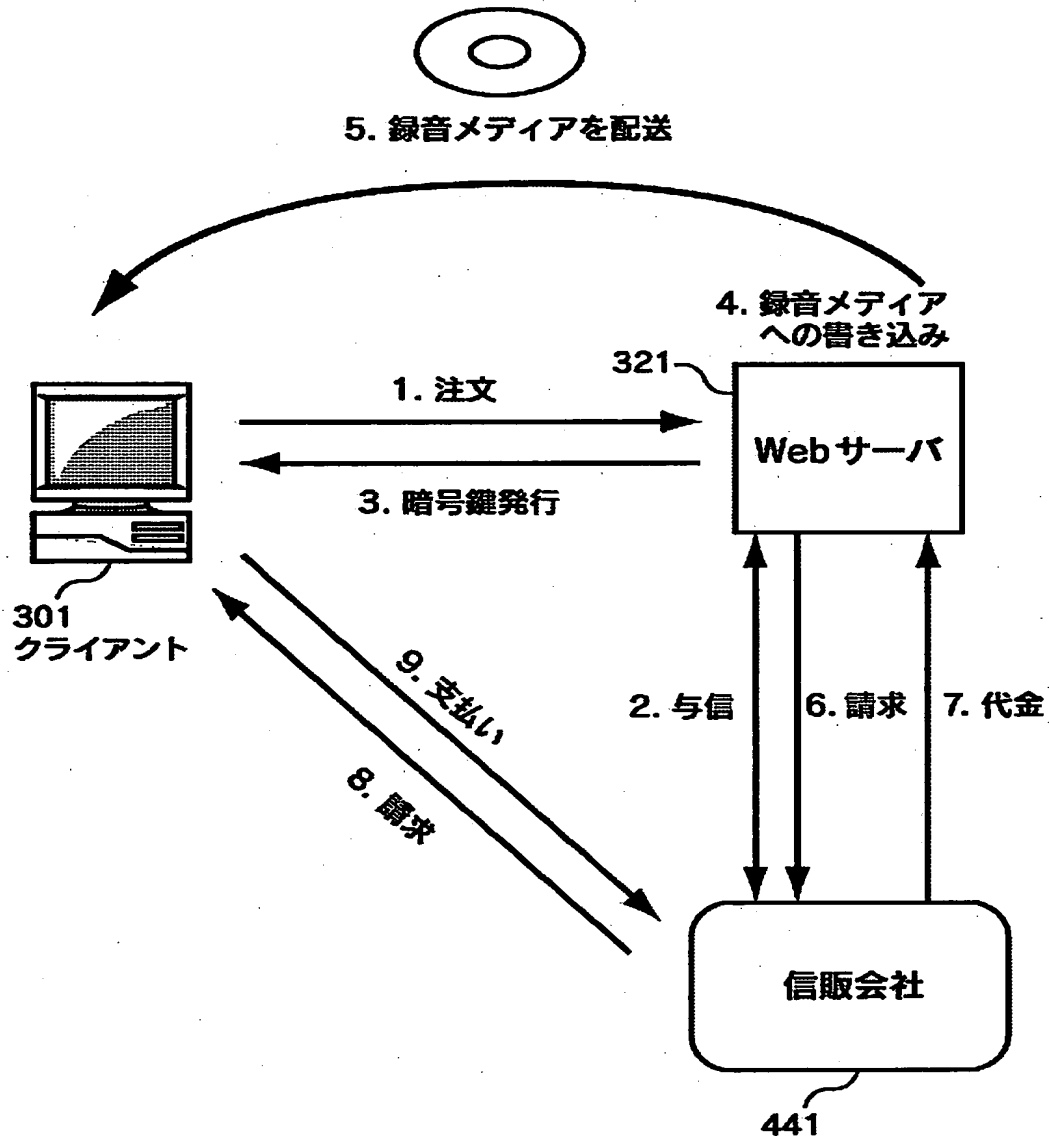 5. 録音メディアを配送
4. 録音メディア
への書き込み
321
1. 注文
Webサーバ
3. 暗号鍵発行
301
クライアント
9. 支払い
8. 請求
2. 与信
6. 請求
7. 代金
信販会社
441